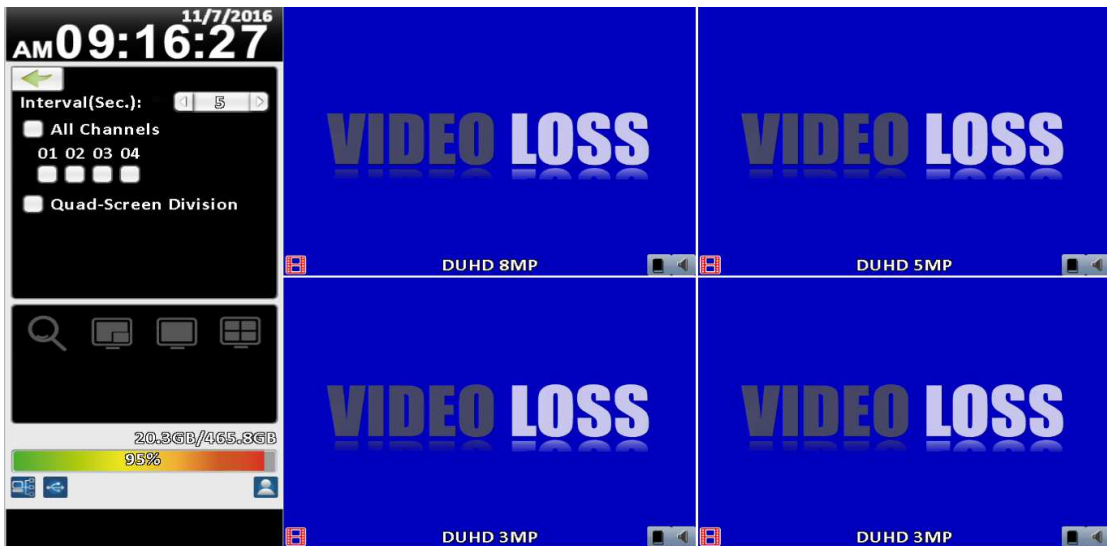 11/7/2016
AM09:16:27
Interval(Sec.): 5
All Channels
01 02 03 04
Quad-Screen Division
20.3GB/465.8GB
95%
VIDEO LOSS
DUHD 8MP
VIDEO LOSS
DUHD 5MP
VIDEO LOSS
DUHD 3MP
VIDEO LOSS
DUHD 3MP